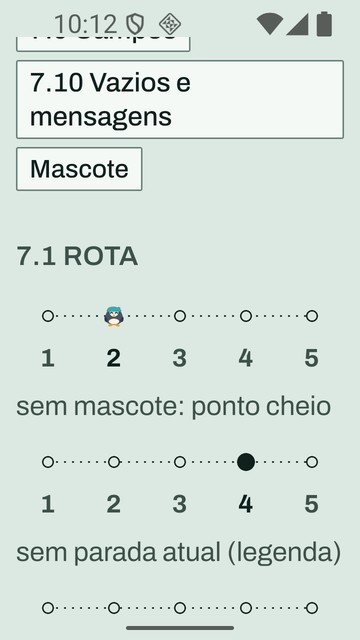 10:12
7.10 Vazios e
mensagens
Mascote
7.1 ROTA
1 2 3 4 5
sem mascote: ponto cheio
1 2 3 4 5
sem parada atual (legenda)